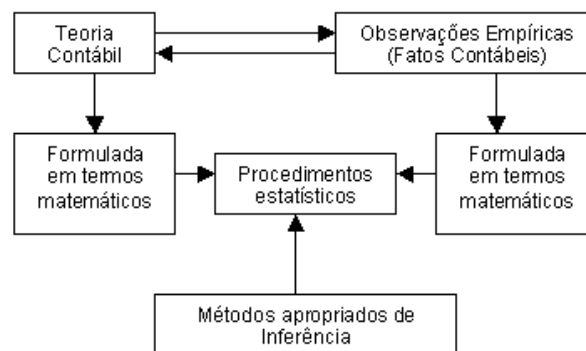 Teoria
Contábil
Observações Empíricas
(Fatos Contábeis)
Formulada
em termos
matemáticos
Procedimentos
estatísticos
Formulada
em termos
matemáticos
Métodos apropriados de
Inferência